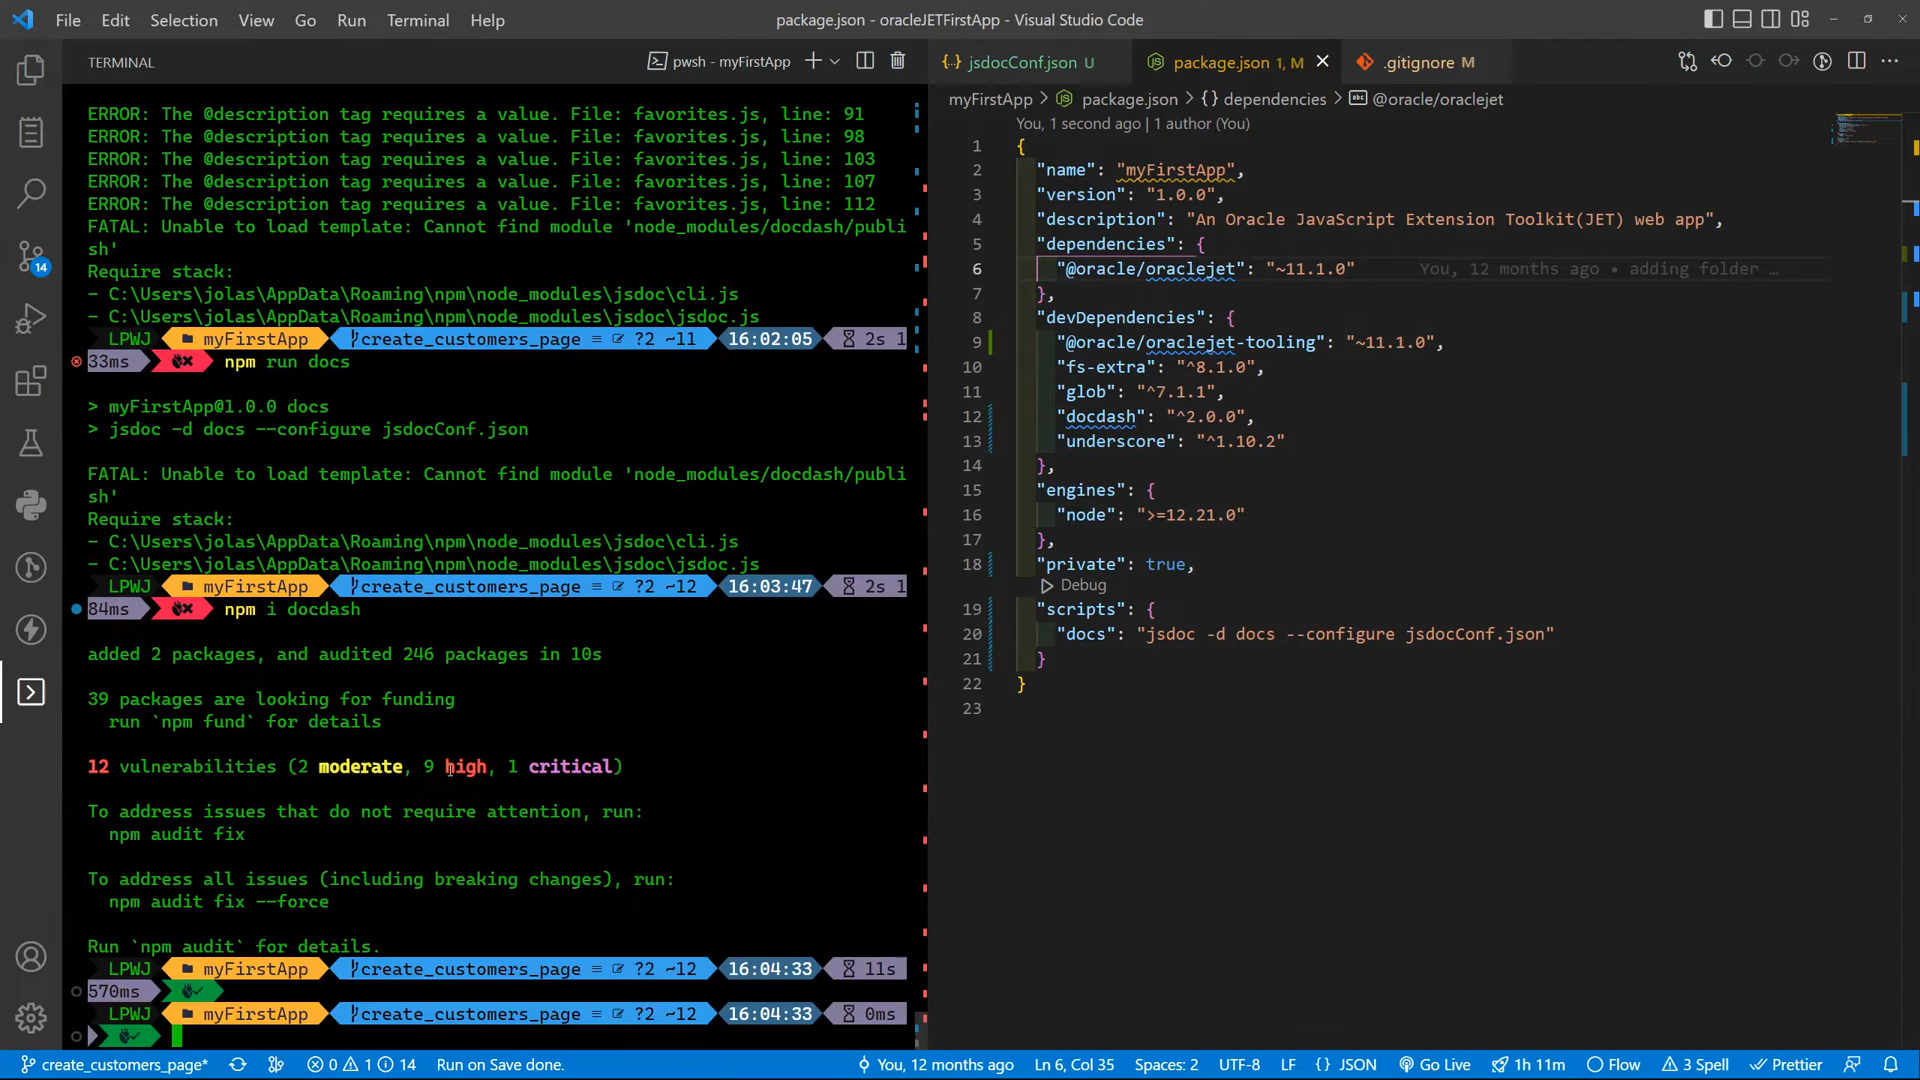 File Edit Selection View Go Run Terminal Help
package.json - oracleJETFirstApp - Visual Studio Code
TERMINAL
pwsh - myFirstApp
ERROR: The @description tag requires a value. File: favorites.js, line: 91
ERROR: The @description tag requires a value. File: favorites.js, line: 98
ERROR: The @description tag requires a value. File: favorites.js, line: 103
ERROR: The @description tag requires a value. File: favorites.js, line: 107
ERROR: The @description tag requires a value. File: favorites.js, line: 112
FATAL: Unable to load template: Cannot find module 'node_modules/docdash/publi
sh'
Require stack:
- C:\Users\jolas\AppData\Roaming\npm\node_modules\jsdoc\cli.js
- C:\Users\jolas\AppData\Roaming\npm\node_modules\jsdoc\jsdoc.js
LPWJ myFirstApp create_customers_page ≡ ?2 ~11 16:02:05 2s 1
33ms npm run docs
> myFirstApp@1.0.0 docs
> jsdoc -d docs --configure jsdocConf.json
FATAL: Unable to load template: Cannot find module 'node_modules/docdash/publi
sh'
Require stack:
- C:\Users\jolas\AppData\Roaming\npm\node_modules\jsdoc\cli.js
- C:\Users\jolas\AppData\Roaming\npm\node_modules\jsdoc\jsdoc.js
LPWJ myFirstApp create_customers_page ≡ ?2 ~12 16:03:47 2s 1
84ms npm i docdash
added 2 packages, and audited 246 packages in 10s
39 packages are looking for funding
run `npm fund` for details
12 vulnerabilities (2 moderate, 9 high, 1 critical)
To address issues that do not require attention, run:
npm audit fix
To address all issues (including breaking changes), run:
npm audit fix --force
Run `npm audit` for details.
LPWJ myFirstApp create_customers_page ≡ ?2 ~12 16:04:33 11s
570ms
LPWJ myFirstApp create_customers_page ≡ ?2 ~12 16:04:33 0ms
14
jsdocConf.json U
package.json 1, M
.gitignore M
myFirstApp > package.json > {} dependencies > @oracle/oraclejet
You, 1 second ago | 1 author (You)
1 {
2 "name": "myFirstApp",
3 "version": "1.0.0",
4 "description": "An Oracle JavaScript Extension Toolkit(JET) web app",
5 "dependencies": {
6 "@oracle/oraclejet": "~11.1.0" You, 12 months ago • adding folder …
7 },
8 "devDependencies": {
9 "@oracle/oraclejet-tooling": "~11.1.0",
10 "fs-extra": "^8.1.0",
11 "glob": "^7.1.1",
12 "docdash": "^2.0.0",
13 "underscore": "^1.10.2"
14 },
15 "engines": {
16 "node": ">=12.21.0"
17 },
18 "private": true,
Debug
19 "scripts": {
20 "docs": "jsdoc -d docs --configure jsdocConf.json"
21 }
22 }
23
create_customers_page* 0 1 14 Run on Save done. You, 12 months ago Ln 6, Col 35 Spaces: 2 UTF-8 LF {} JSON Go Live 1h 11m Flow 3 Spell Prettier